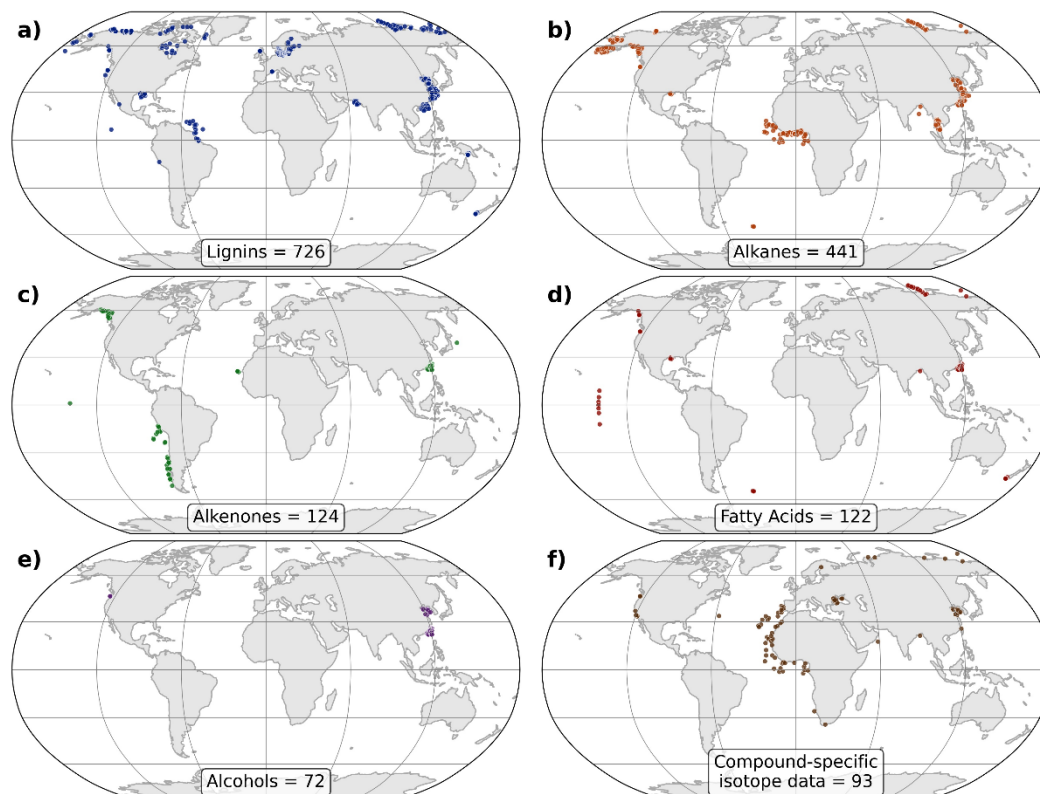 a)
Lignins = 726
b)
Alkanes = 441
c)
Alkenones = 124
d)
Fatty Acids = 122
e)
Alcohols = 72
f)
Compound-specific
isotope data = 93